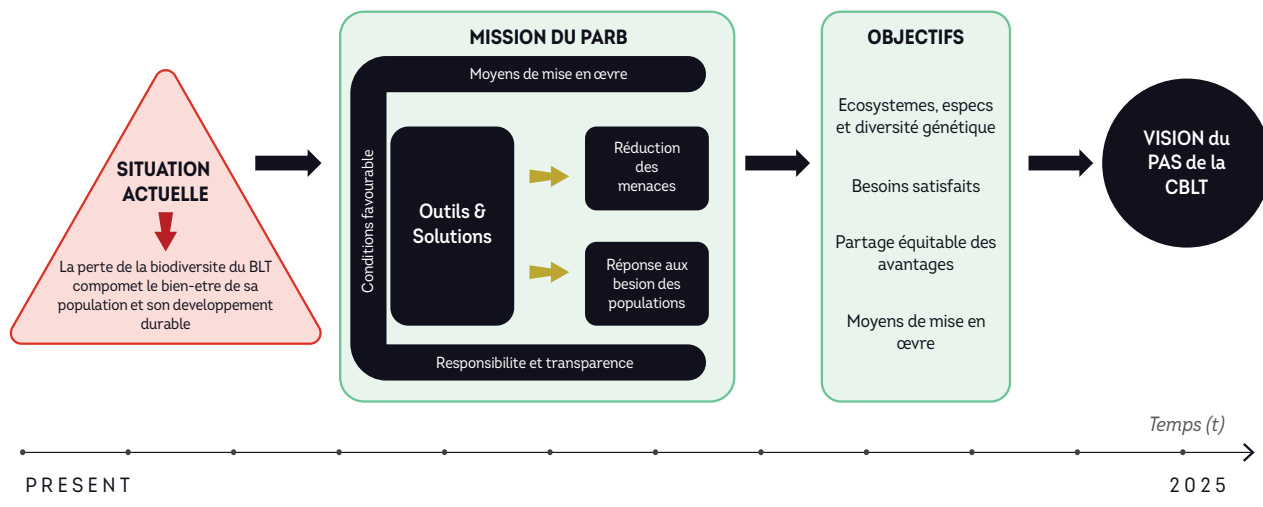 SITUATION
ACTUELLE
La perte de la biodiversite du BLT
compomet le bien-etre de sa
population et son developpement
durable
MISSION DU PARB
Moyens de mise en œvre
Conditions favourable
Outils &
Solutions
Réduction
des
menaces
Réponse aux
besion des
populations
Responsibilite et transparence
OBJECTIFS
Ecosystemes, especs
et diversité génétique
Besoins satisfaits
Partage équitable des
avantages
Moyens de mise en
œvre
VISION du
PAS de la
CBLT
Temps (t)
PRESENT
2025